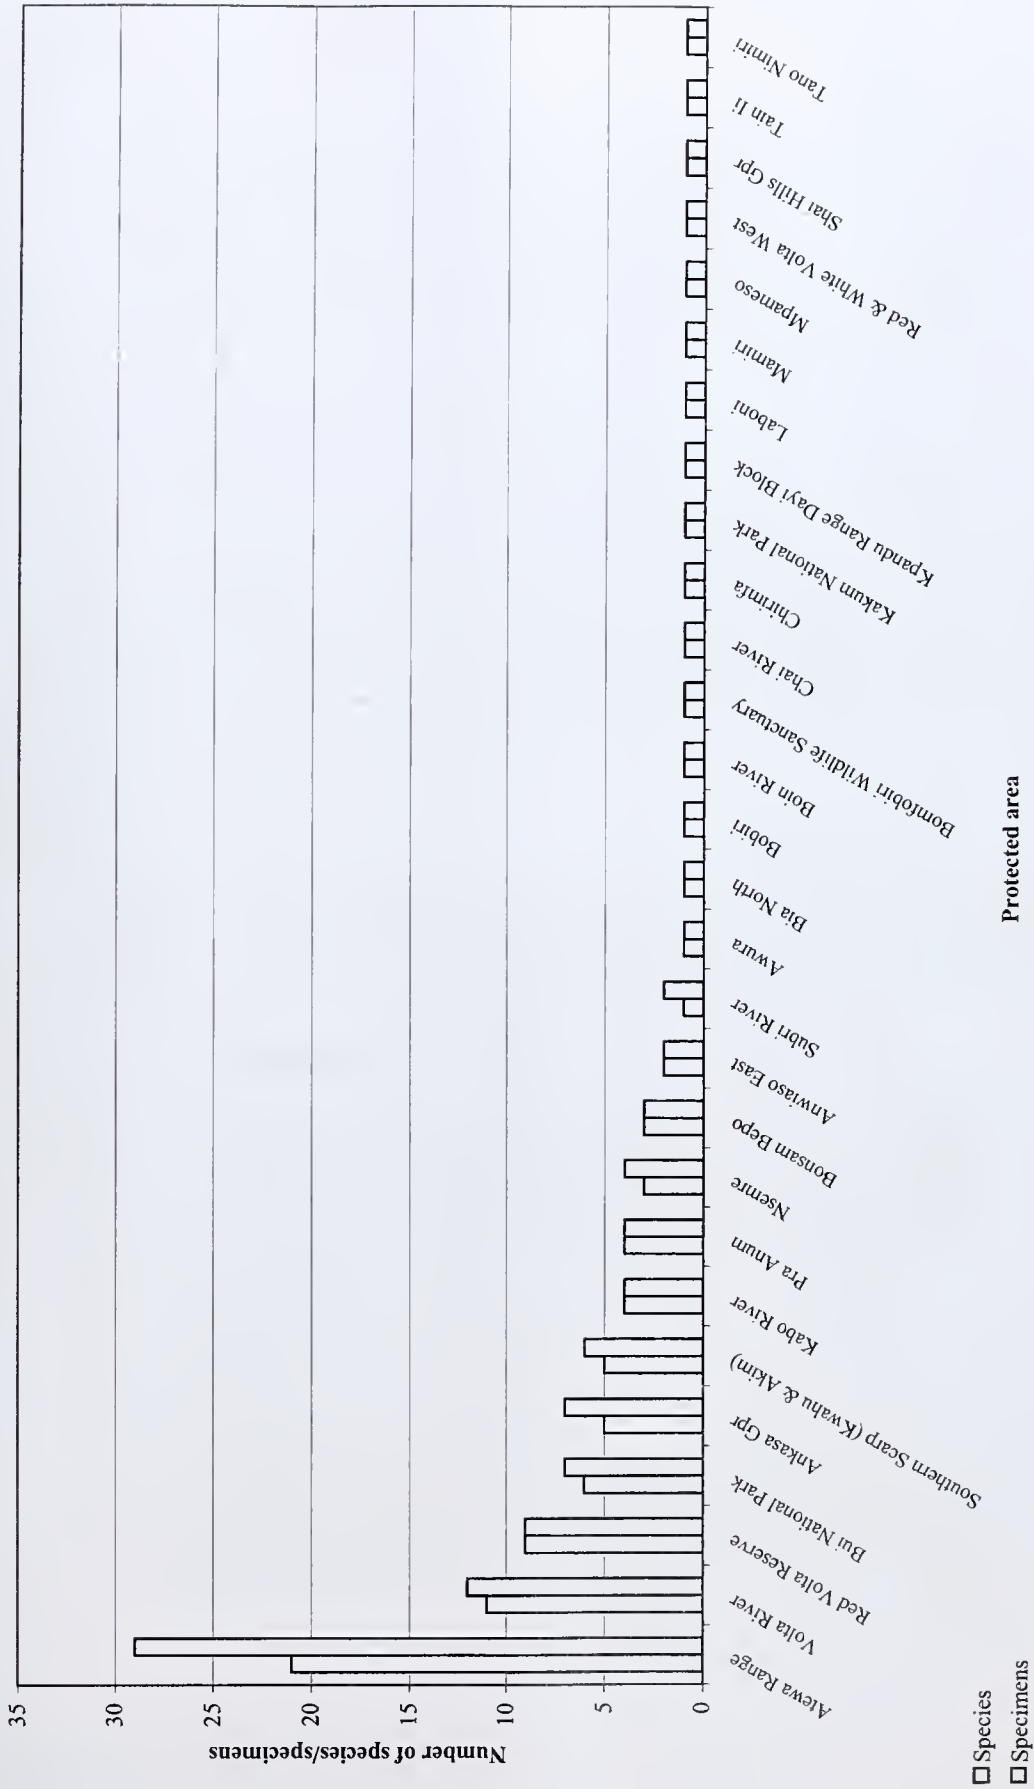 35
30
25
20
15
10
5
0
Number of species/specimens
Atewa Range
Volta River
Red Volta Reserve
Bui National Park
Ankasa Gpr
Southern Scarp (Kwahu & Akim)
Kabo River
Pra Anum
Nsemre
Bonsam Bepo
Anwiaso East
Subri River
Awura
Bia North
Bobiri
Boin River
Bomfobiri Wildlife Sanctuary
Chai River
Chirimfa
Kakum National Park
Kpandu Range Dayi Block
Laboni
Mamiri
Mpameso
Red & White Volta West
Shai Hills Gpr
Tain Ii
Tano Nimiri
Protected area
Species
Specimens